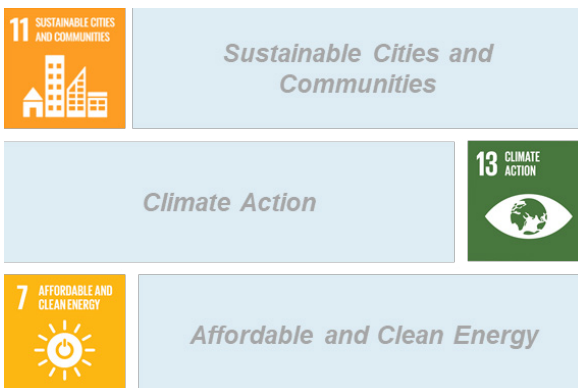 11 SUSTAINABLE CITIES
AND COMMUNITIES
Sustainable Cities and
Communities
Climate Action
13 CLIMATE
ACTION
7 AFFORDABLE AND
CLEAN ENERGY
Affordable and Clean Energy